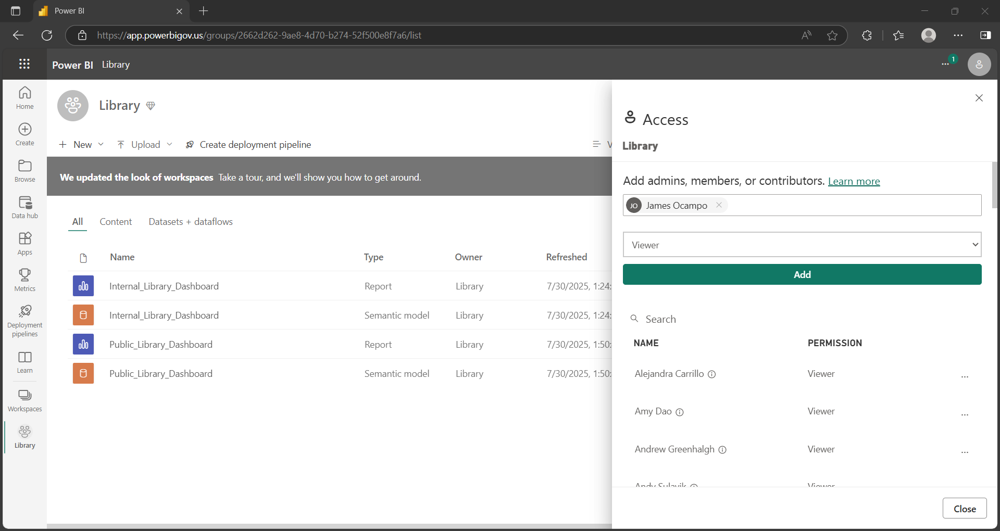 Power BI
https://app.powerbigov.us/groups/2662d262-9ae8-4d70-b274-52f500e8f7a6/list
Power BI Library
1
Home
Create
Browse
Data hub
Apps
Metrics
Deployment
pipelines
Learn
Workspaces
Library
Library
New
Upload
Create deployment pipeline
V
We updated the look of workspaces Take a tour, and we'll show you how to get around.
All Content Datasets + dataflows
Name Type Owner Refreshed
Internal_Library_Dashboard Report Library 7/30/2025, 1:24:
Internal_Library_Dashboard Semantic model Library 7/30/2025, 1:24:
Public_Library_Dashboard Report Library 7/30/2025, 1:50:
Public_Library_Dashboard Semantic model Library 7/30/2025, 1:50:
Access
Library
Add admins, members, or contributors. Learn more
JO James Ocampo
Viewer
Add
Search
NAME PERMISSION
Alejandra Carrillo Viewer ...
Amy Dao Viewer ...
Andrew Greenhalgh Viewer ...
Andy Sulavik Viewer
Close